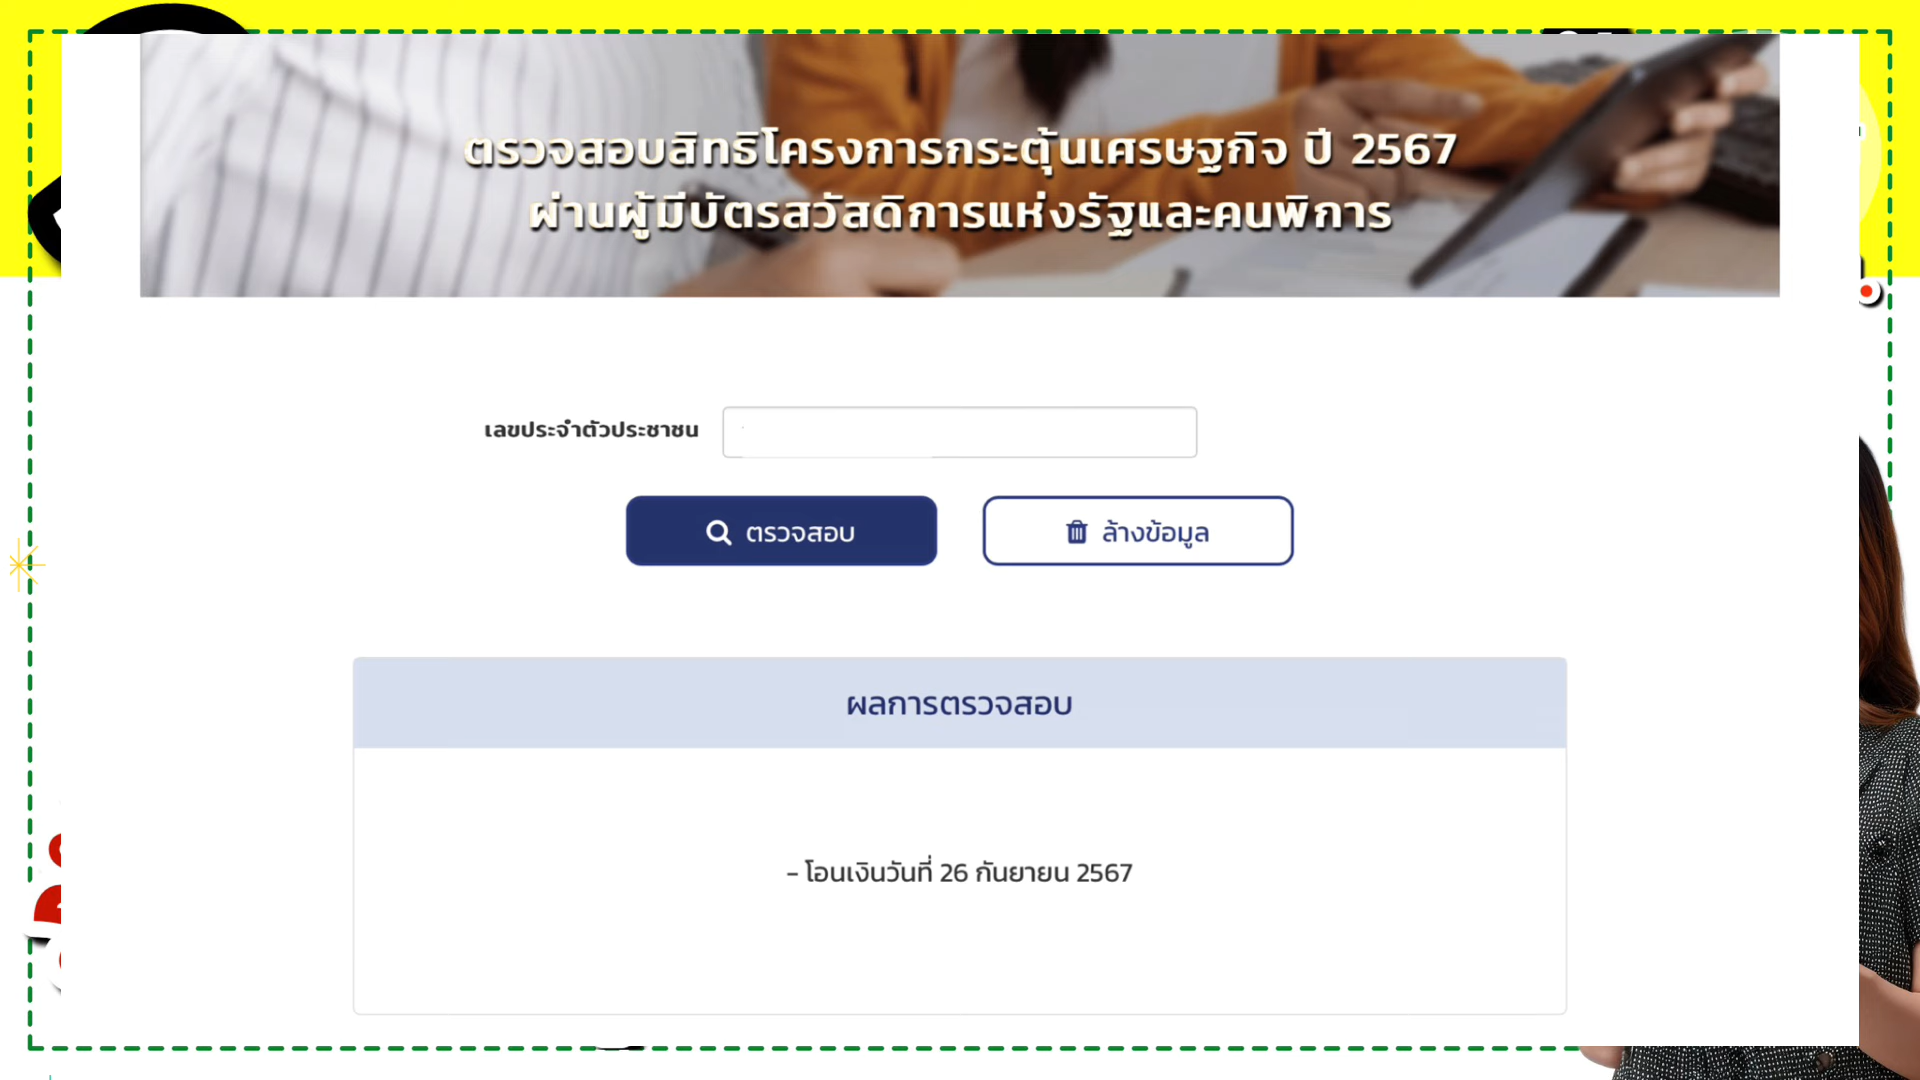 ตรวจสอบสิทธิโครงการกระตุ้นเศรษฐกิจ ปี 2567
ผ่านผู้มีบัตรสวัสดิการแห่งรัฐและคนพิการ
เลขประจำตัวประชาชน
ตรวจสอบ
ล้างข้อมูล
ผลการตรวจสอบ
- โอนเงินวันที่ 26 กันยายน 2567